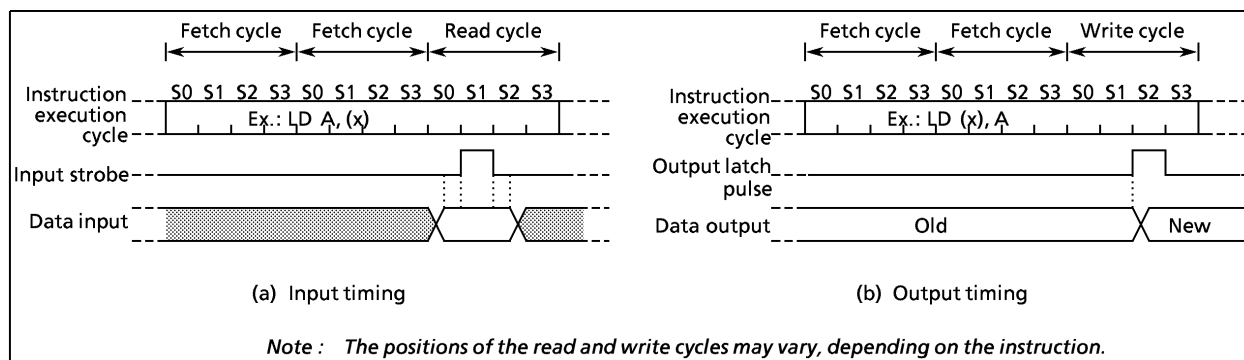 Fetch cycle Fetch cycle Read cycle
S0 S1 S2 S3 S0 S1 S2 S3 S0 S1 S2 S3
Instruction
execution
cycle
Ex.: LD A, (x)
Input strobe
Data input
(a) Input timing
Fetch cycle Fetch cycle Write cycle
S0 S1 S2 S3 S0 S1 S2 S3 S0 S1 S2 S3
Instruction
execution
cycle
Ex.: LD (x), A
Output latch
pulse
Data output
Old New
(b) Output timing
Note : The positions of the read and write cycles may vary, depending on the instruction.